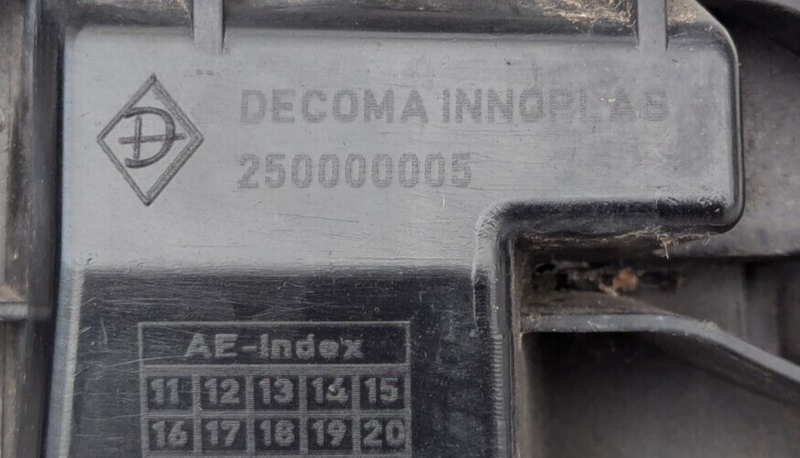 D
DECOMA INNOPLAS
250000005
AE-Index
11 12 13 14 15
16 17 18 19 20